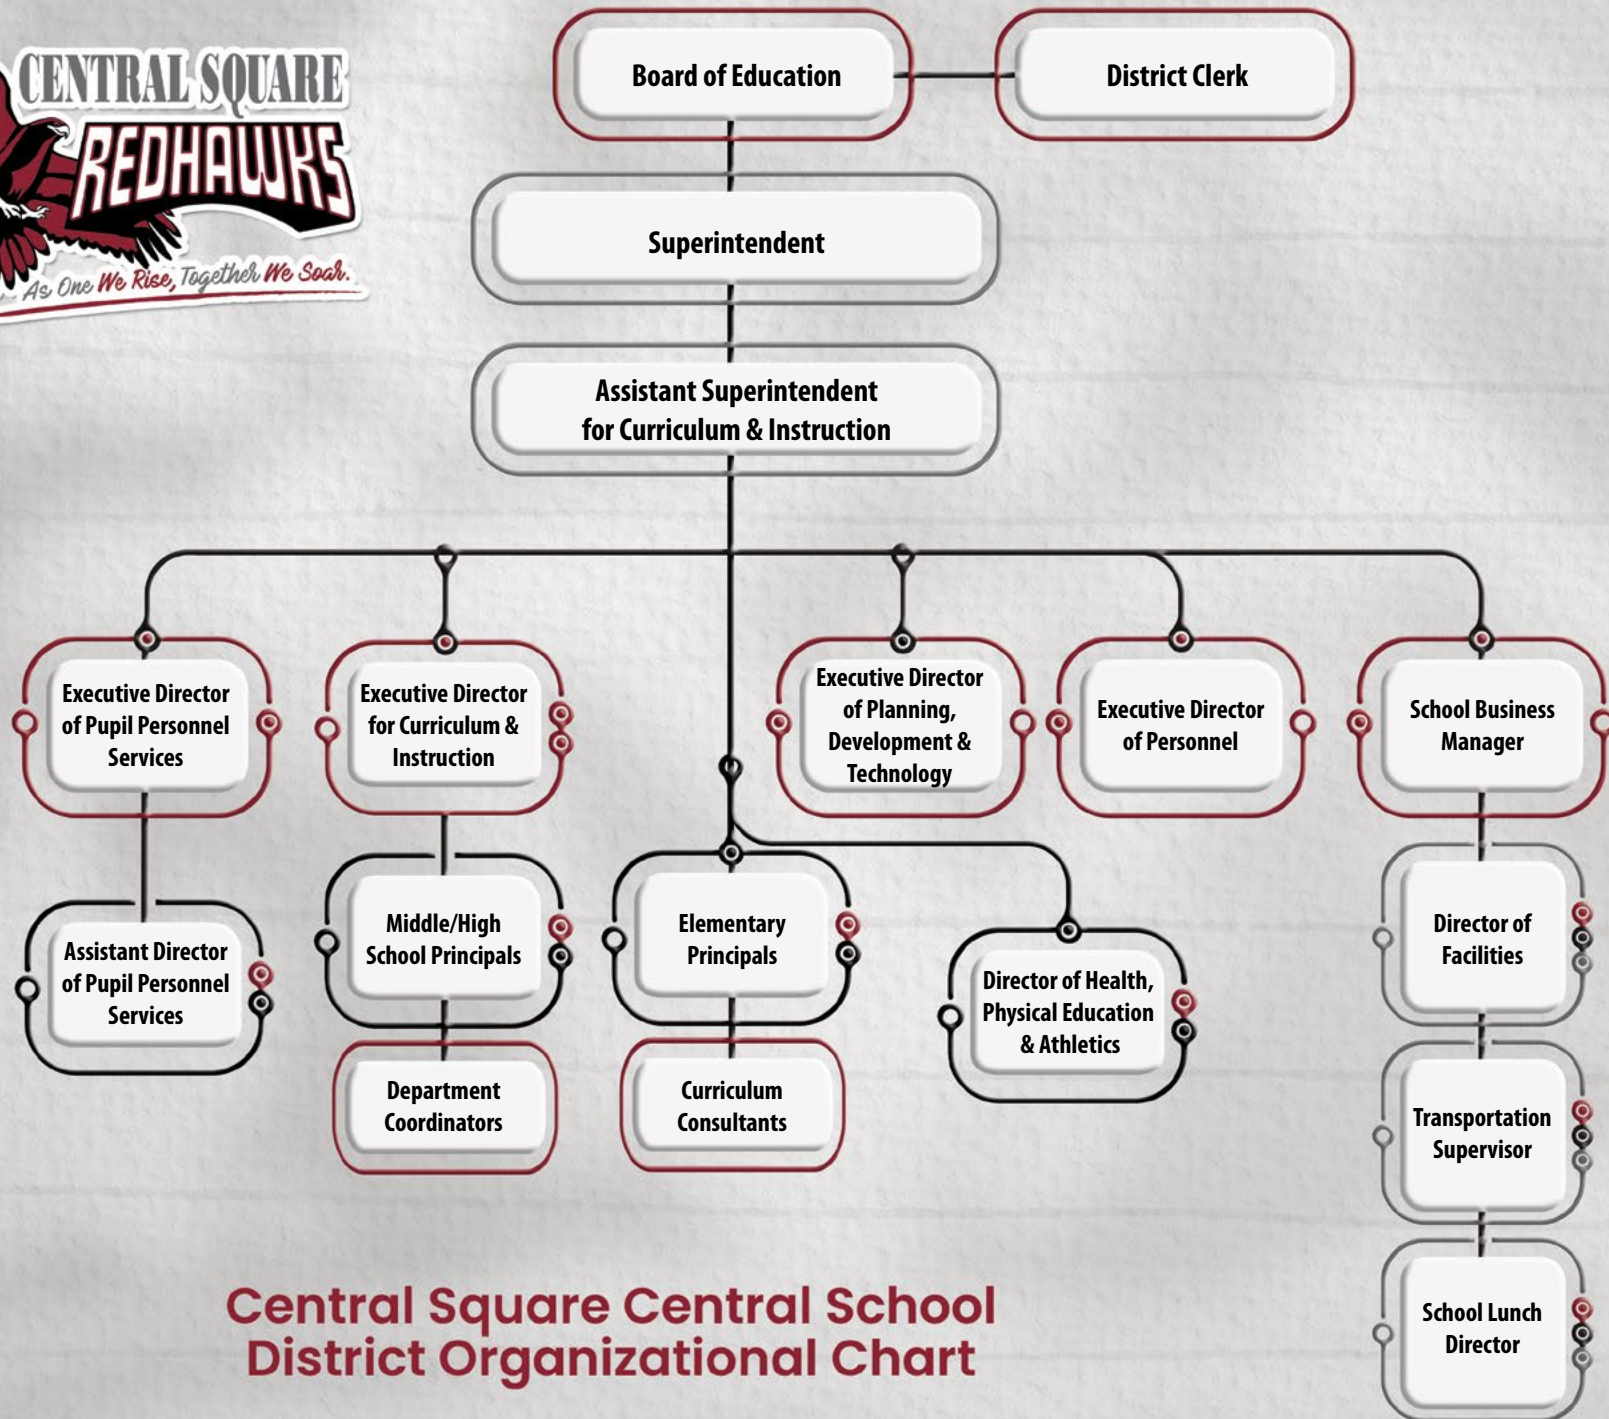 CENTRAL SQUARE
REDHAWKS
As One We Rise, Together We Soar.
Board of Education
District Clerk
Superintendent
Assistant Superintendent
for Curriculum & Instruction
Executive Director
of Pupil Personnel
Services
Executive Director
for Curriculum &
Instruction
Executive Director
of Planning,
Development &
Technology
Executive Director
of Personnel
School Business
Manager
Assistant Director
of Pupil Personnel
Services
Middle/High
School Principals
Elementary
Principals
Director of Health,
Physical Education
& Athletics
Director of
Facilities
Department
Coordinators
Curriculum
Consultants
Transportation
Supervisor
School Lunch
Director
Central Square Central School
District Organizational Chart